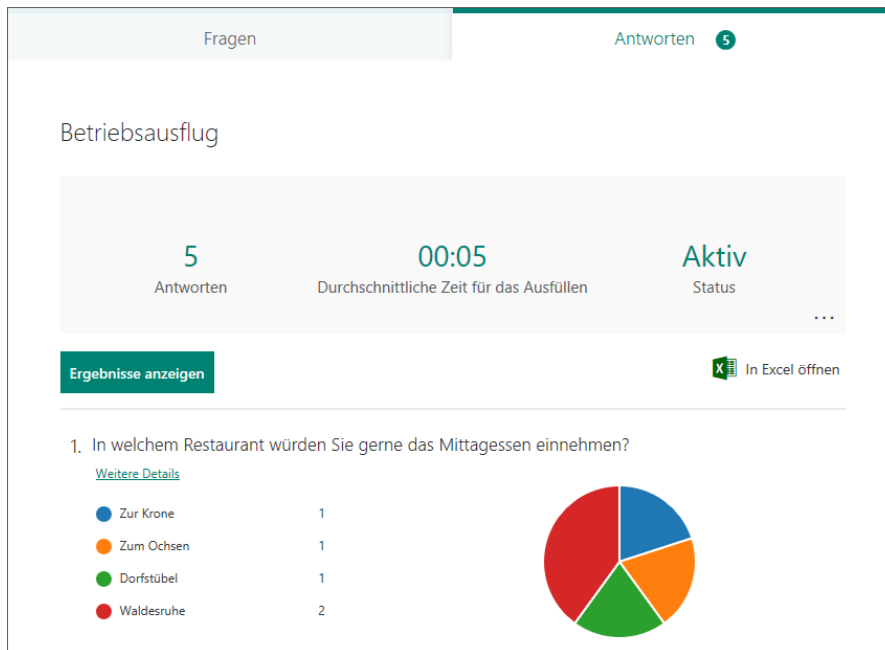 Fragen
Antworten 5
Betriebsausflug
5
00:05
Aktiv
Antworten
Durchschnittliche Zeit für das Ausfüllen
Status
...
Ergebnisse anzeigen
In Excel öffnen
1. In welchem Restaurant würden Sie gerne das Mittagessen einnehmen?
Weitere Details
Zur Krone 1
Zum Ochsen 1
Dorfstübel 1
Waldesruhe 2